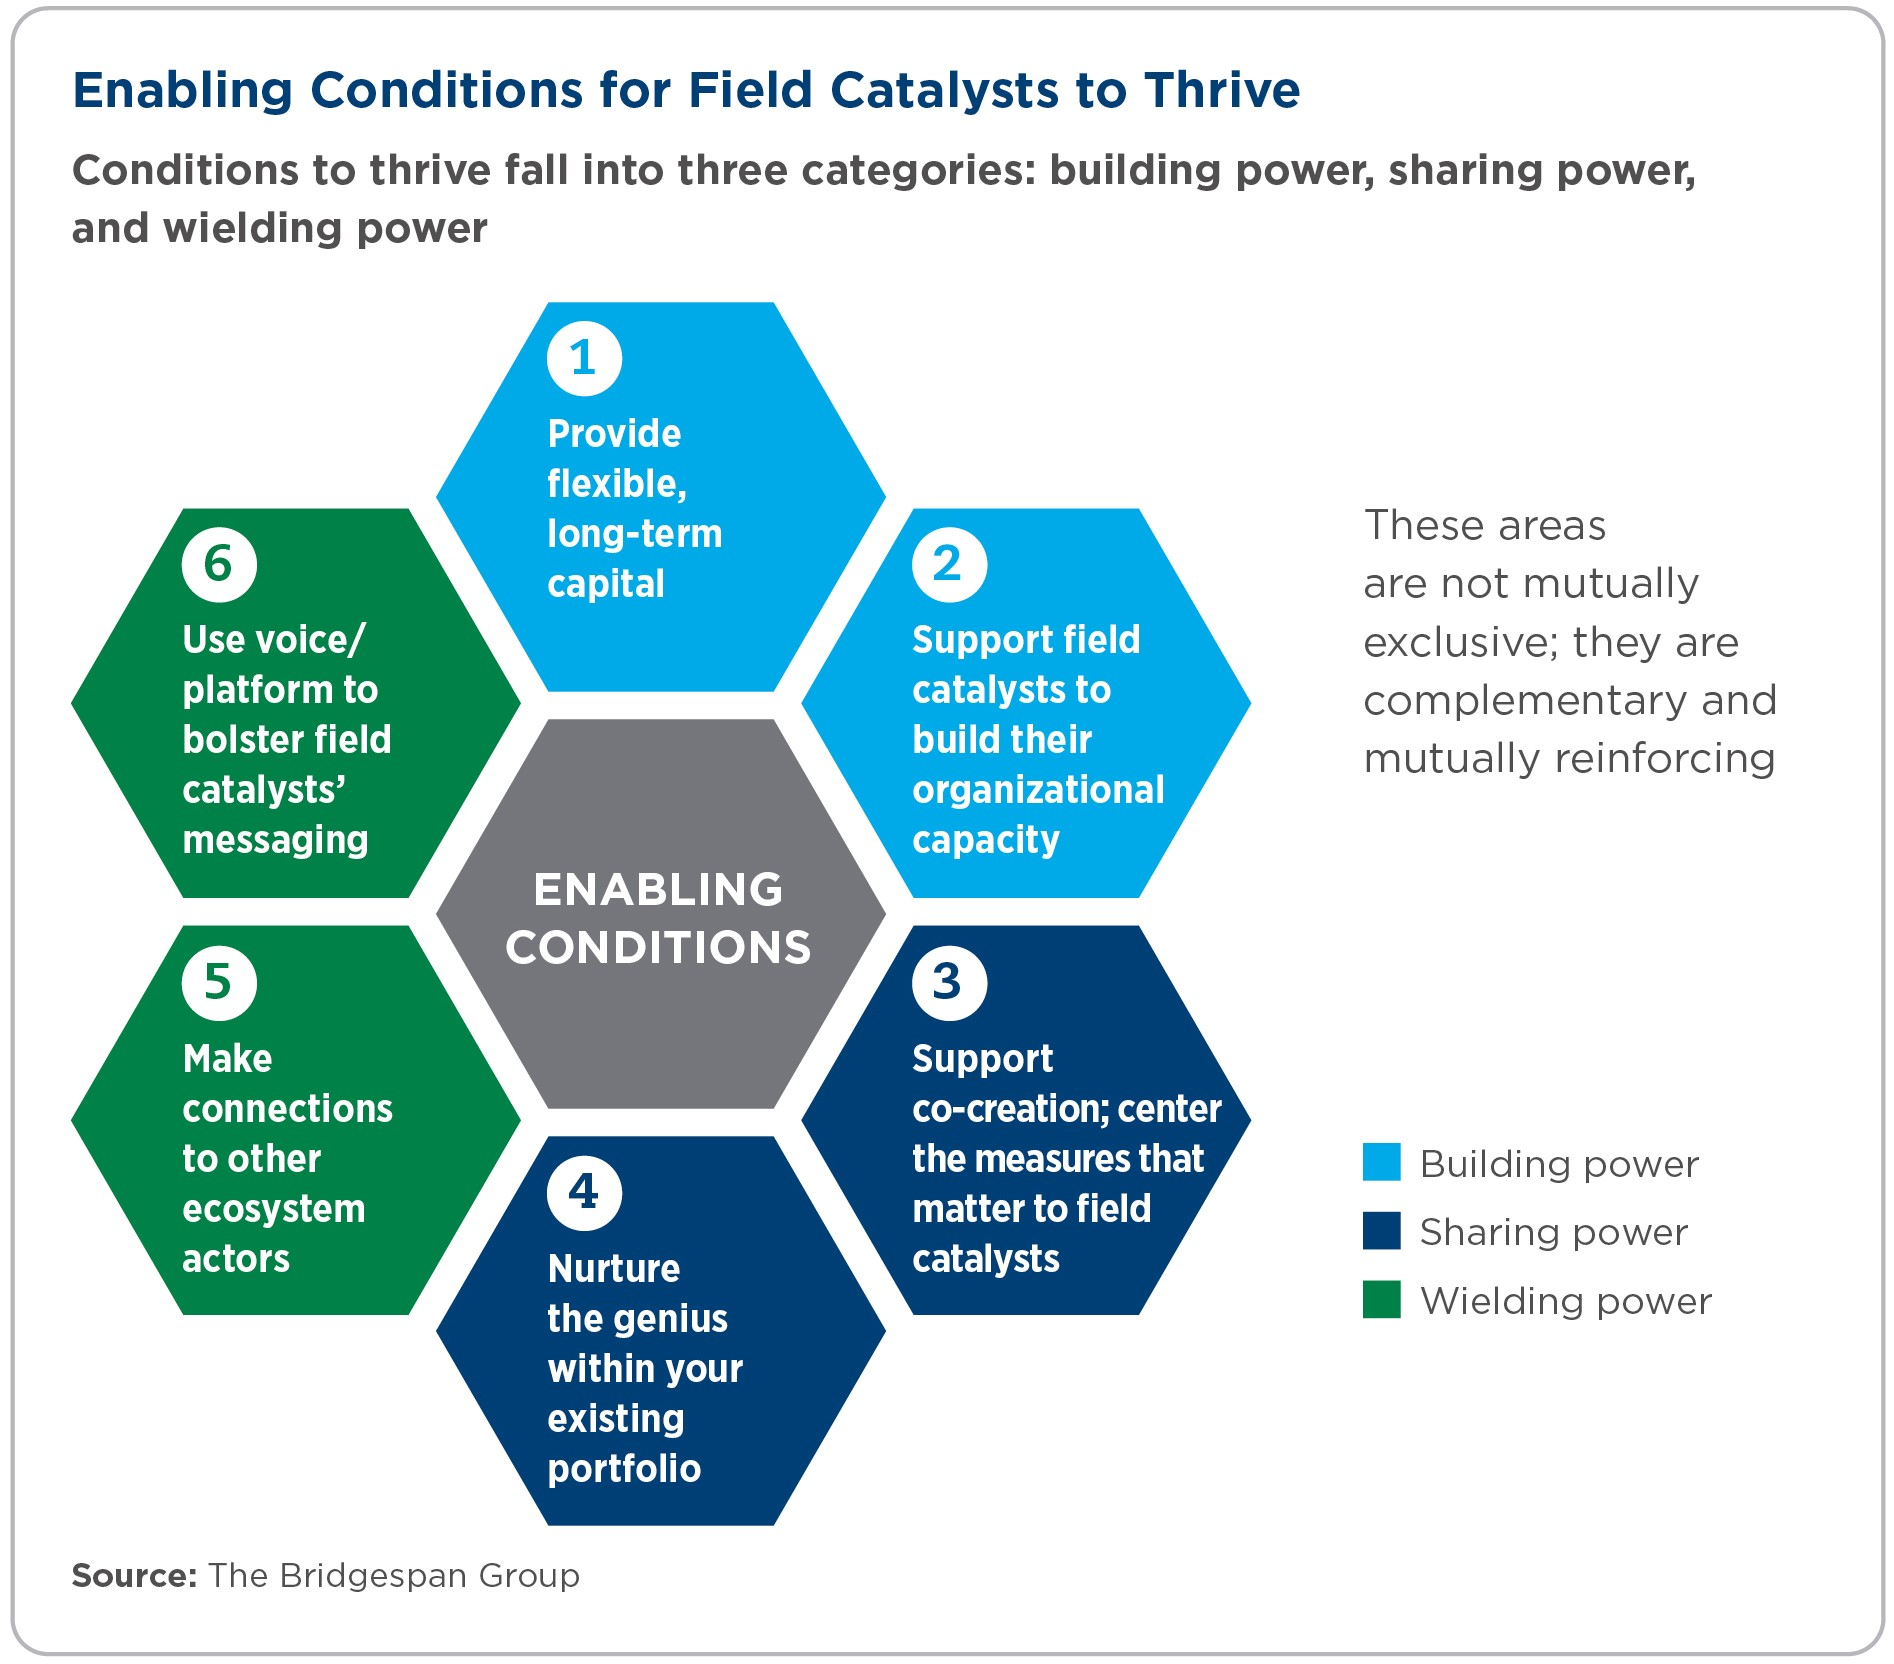 Enabling Conditions for Field Catalysts to Thrive
Conditions to thrive fall into three categories: building power, sharing power,
and wielding power
1
Provide
flexible,
long-term
capital
2
Support field
catalysts to
build their
organizational
capacity
3
Support
co-creation; center
the measures that
matter to field
catalysts
4
Nurture
the genius
within your
existing
portfolio
5
Make
connections
to other
ecosystem
actors
6
Use voice/
platform to
bolster field
catalysts’
messaging
ENABLING
CONDITIONS
These areas
are not mutually
exclusive; they are
complementary and
mutually reinforcing
Building power
Sharing power
Wielding power
Source: The Bridgespan Group